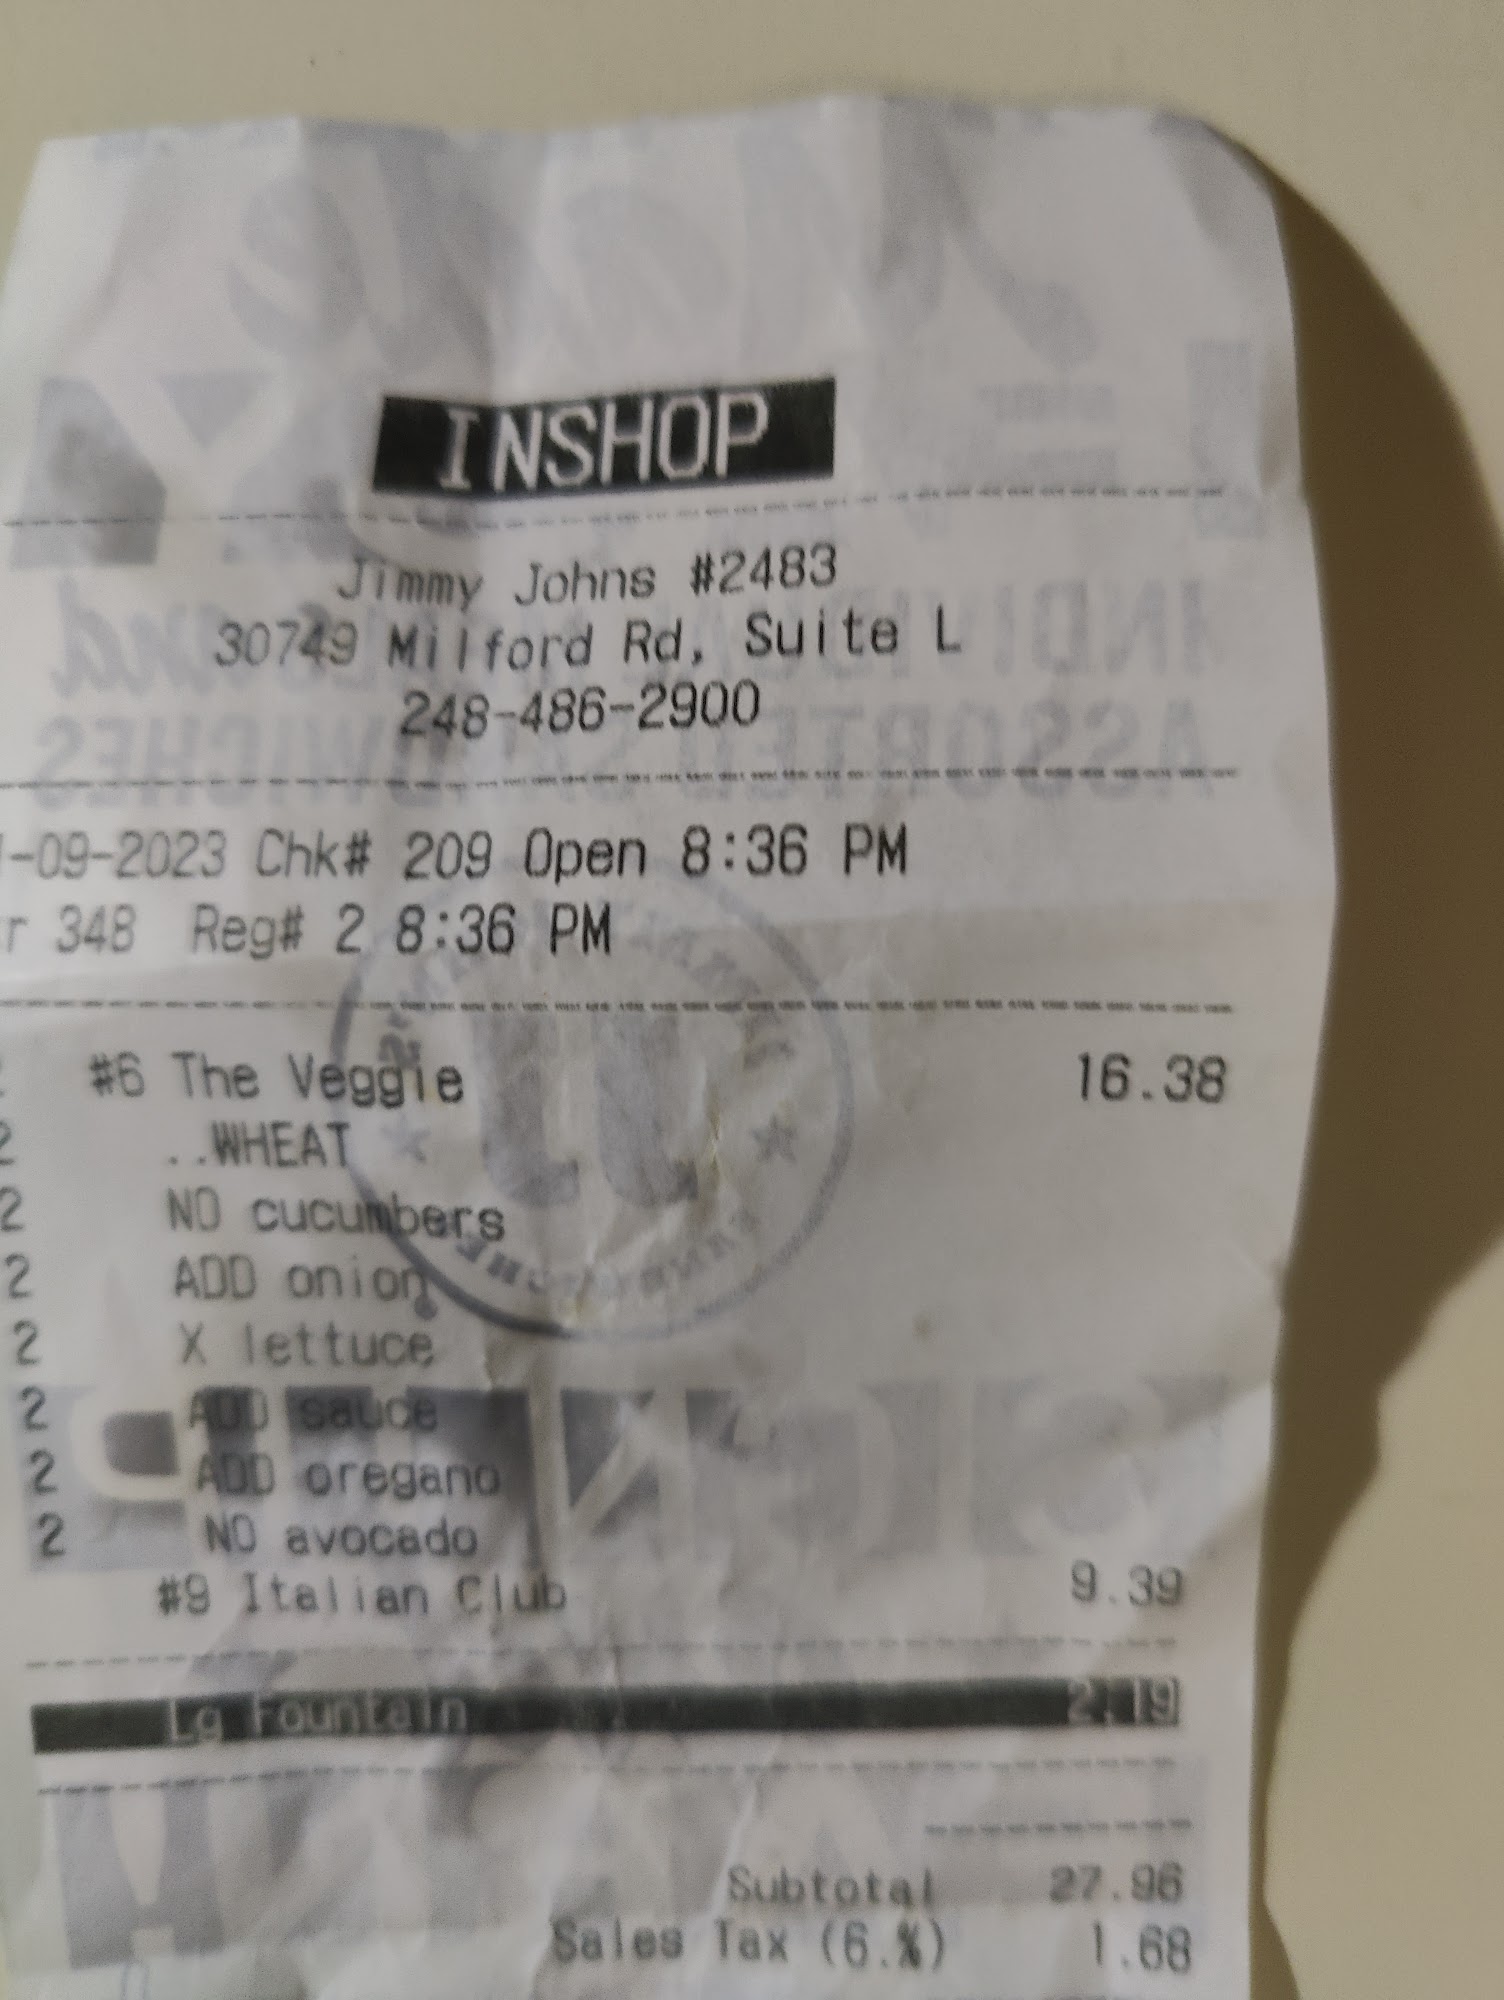 INSHOP
Jimmy Johns #2483
30749 Milford Rd, Suite L
248-486-2900
-09-2023 Chk# 209 Open 8:36 PM
r 348 Reg# 2 8:36 PM
#6 The Veggie 16.38
2 ..WHEAT
2 NO cucumbers
2 ADD onion
2 X lettuce
2 ADD sauce
2 ADD oregano
2 NO avocado
#9 Italian Club 9.39
Lg Fountain 2.19
Subtotal 27.96
Sales Tax (6.%) 1.68